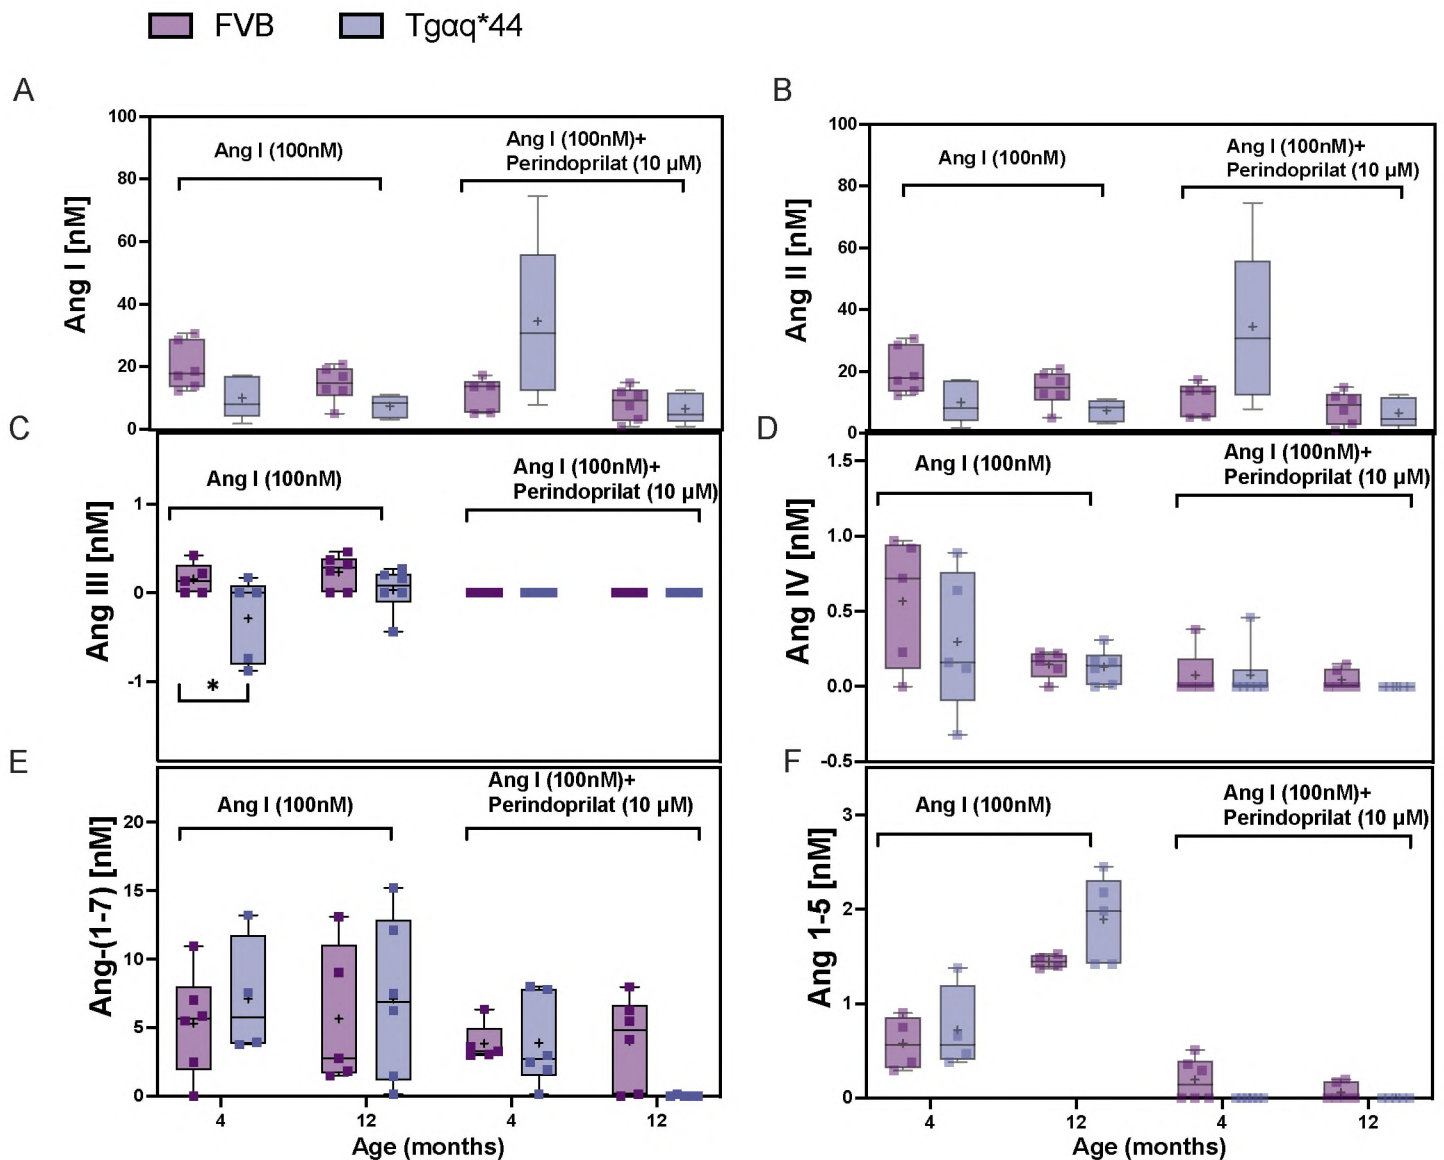 FVB Tgαq*44
A
Ang I [nM]
100
80
60
40
20
0
Ang I (100nM)
Ang I (100nM)+
Perindoprilat (10 µM)
B
Ang II [nM]
100
80
60
40
20
0
Ang I (100nM)
Ang I (100nM)+
Perindoprilat (10 µM)
C
Ang III [nM]
1
0
-1
Ang I (100nM)
Ang I (100nM)+
Perindoprilat (10 µM)
*
D
Ang IV [nM]
1.5
1.0
0.5
0.0
-0.5
Ang I (100nM)
Ang I (100nM)+
Perindoprilat (10 µM)
E
Ang-(1-7) [nM]
20
15
10
5
0
Ang I (100nM)
Ang I (100nM)+
Perindoprilat (10 µM)
4 12 4 12
Age (months)
F
Ang 1-5 [nM]
3
2
1
0
Ang I (100nM)
Ang I (100nM)+
Perindoprilat (10 µM)
4 12 4 12
Age (months)